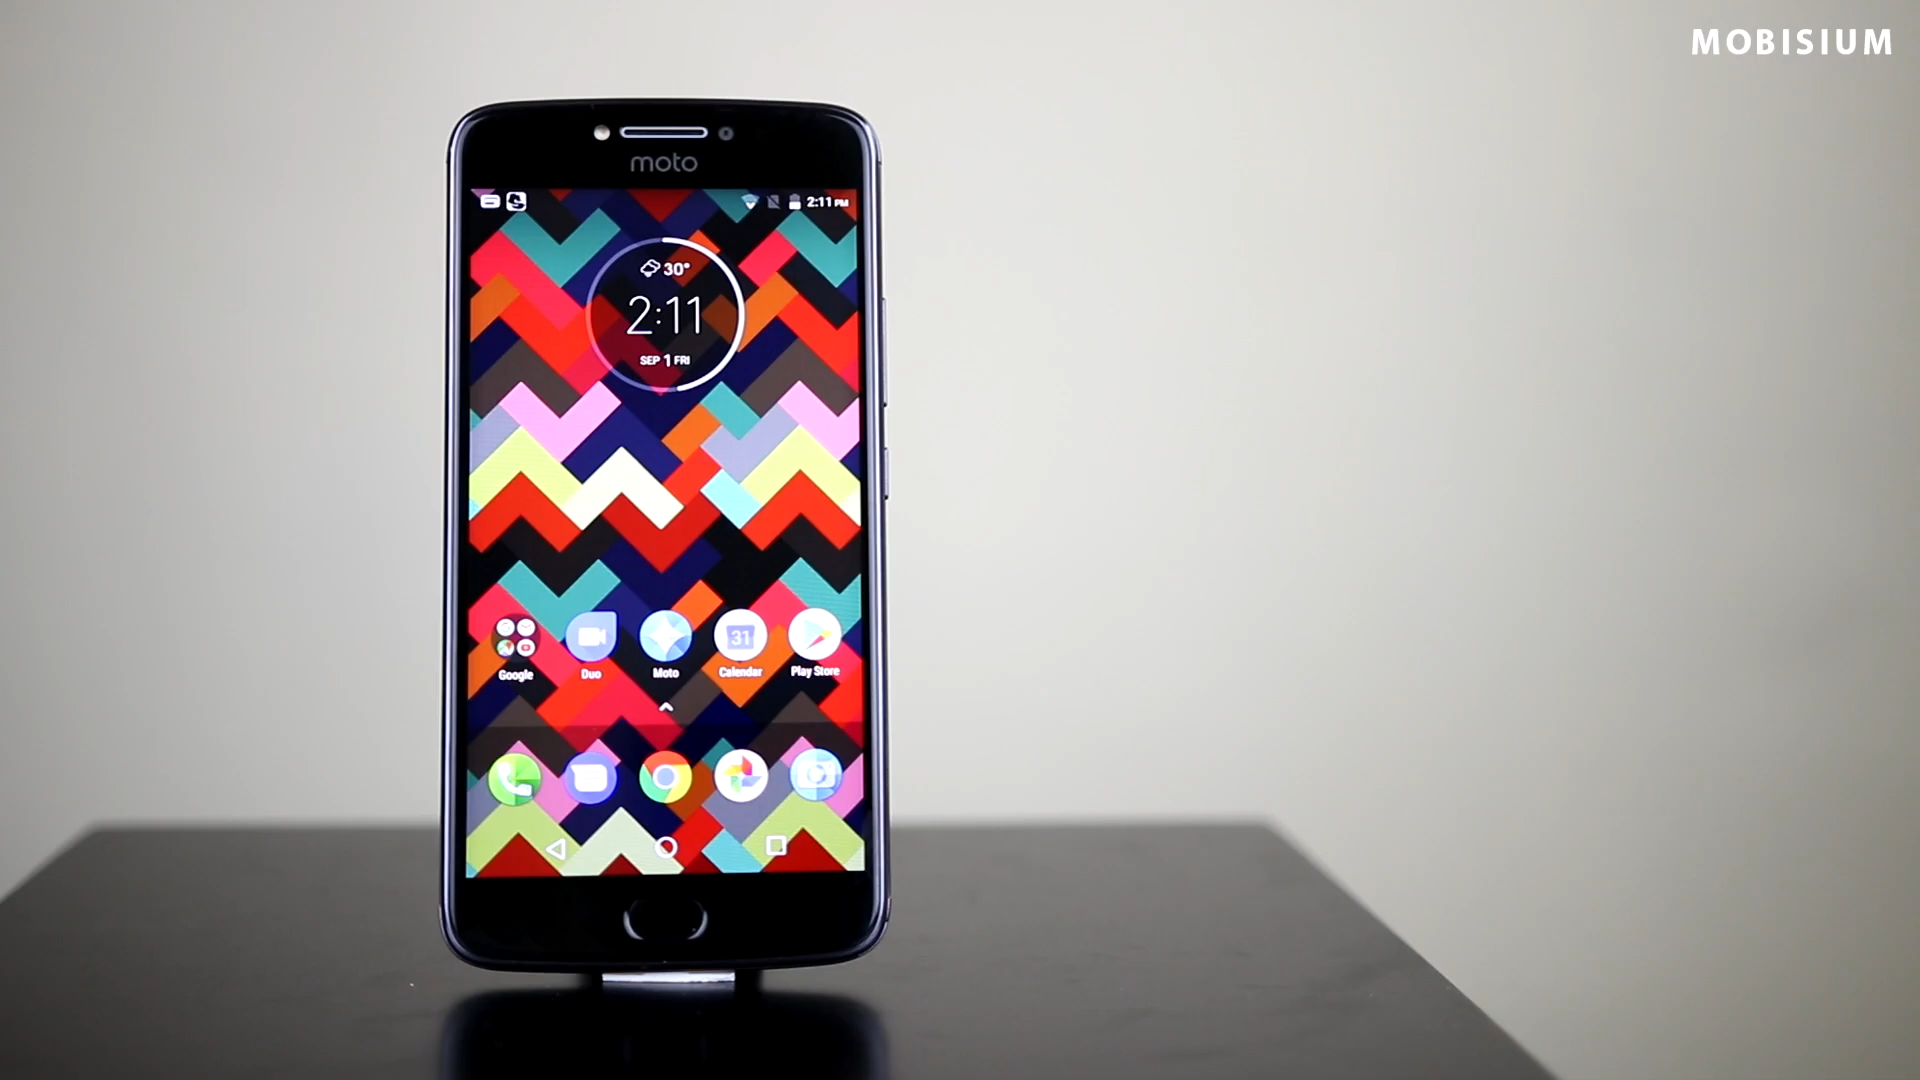 MOBISIUM
moto
2:11 PM
30°
2:11
SEP 1 FRI
31
Google
Duo
Moto
Calendar
Play Store